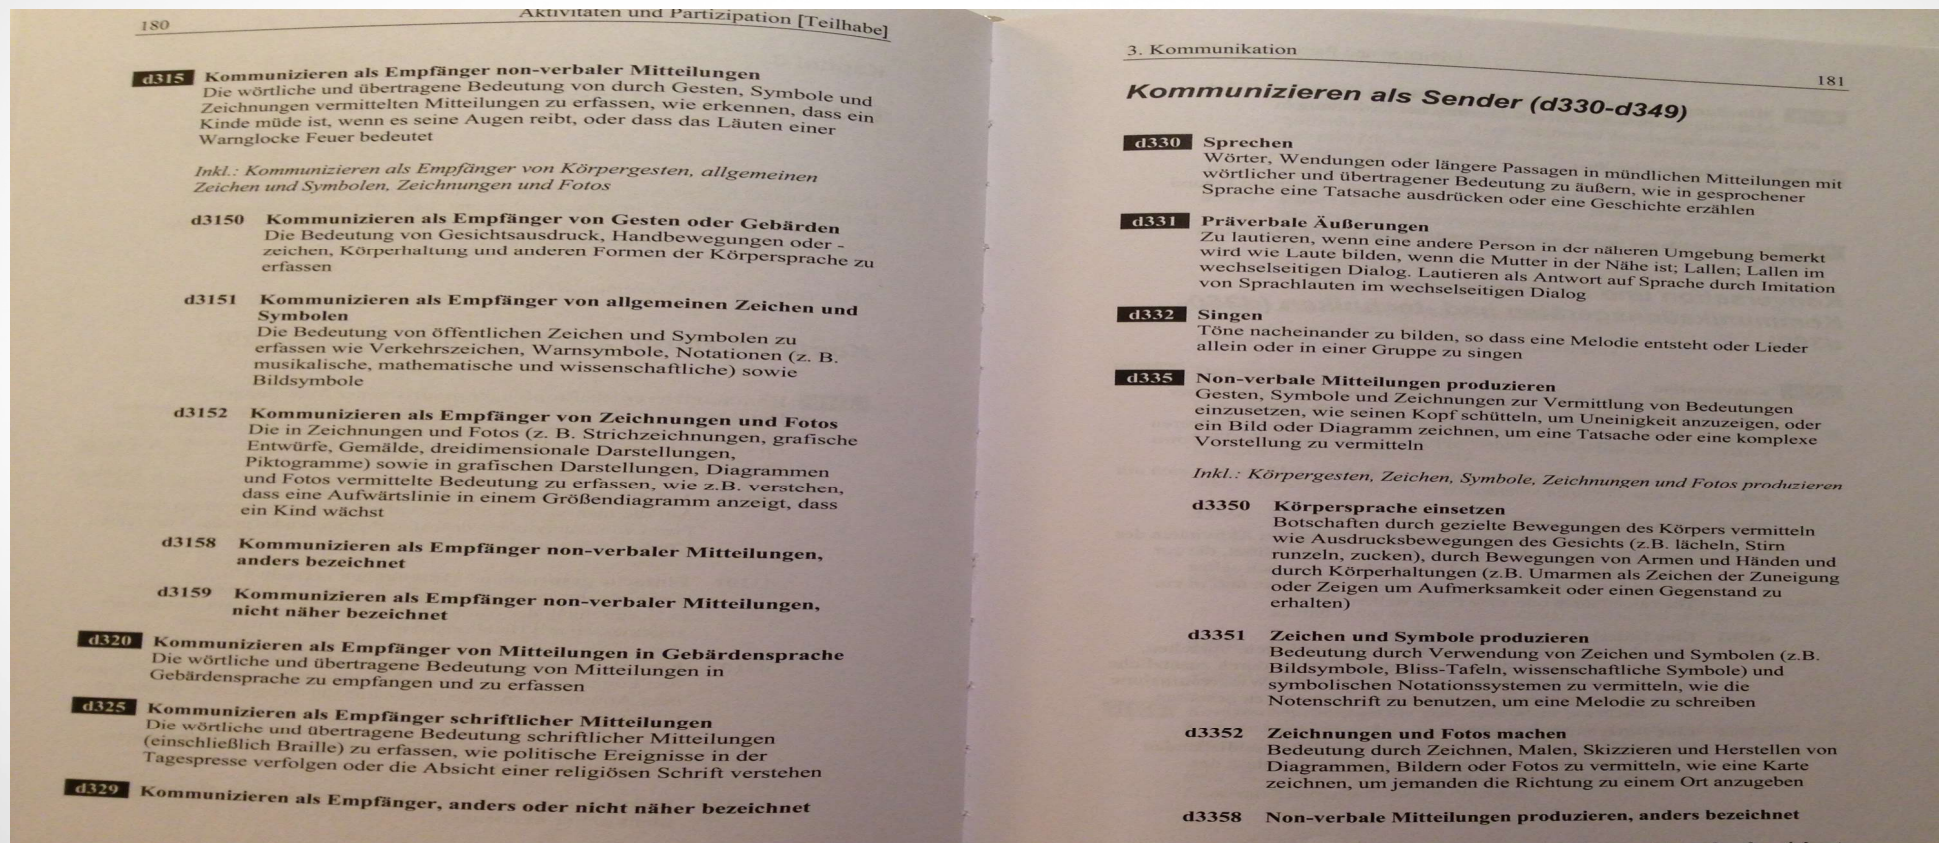 180
Aktivitäten und Partizipation [Teilhabe]
d315 Kommunizieren als Empfänger non-verbaler Mitteilungen
Die wörtliche und übertragene Bedeutung von durch Gesten, Symbole und
Zeichnungen vermittelten Mitteilungen zu erfassen, wie erkennen, dass ein
Kinde müde ist, wenn es seine Augen reibt, oder dass das Läuten einer
Warnglocke Feuer bedeutet
Inkl.: Kommunizieren als Empfänger von Körpergesten, allgemeinen
Zeichen und Symbolen, Zeichnungen und Fotos
d3150 Kommunizieren als Empfänger von Gesten oder Gebärden
Die Bedeutung von Gesichtsausdruck, Handbewegungen oder -
zeichen, Körperhaltung und anderen Formen der Körpersprache zu
erfassen
d3151 Kommunizieren als Empfänger von allgemeinen Zeichen und
Symbolen
Die Bedeutung von öffentlichen Zeichen und Symbolen zu
erfassen wie Verkehrszeichen, Warnsymbole, Notationen (z. B.
musikalische, mathematische und wissenschaftliche) sowie
Bildsymbole
d3152 Kommunizieren als Empfänger von Zeichnungen und Fotos
Die in Zeichnungen und Fotos (z. B. Strichzeichnungen, grafische
Entwürfe, Gemälde, dreidimensionale Darstellungen,
Piktogramme) sowie in grafischen Darstellungen, Diagrammen
und Fotos vermittelte Bedeutung zu erfassen, wie z.B. verstehen,
dass eine Aufwärtslinie in einem Größendiagramm anzeigt, dass
ein Kind wächst
d3158 Kommunizieren als Empfänger non-verbaler Mitteilungen,
anders bezeichnet
d3159 Kommunizieren als Empfänger non-verbaler Mitteilungen,
nicht näher bezeichnet
d320 Kommunizieren als Empfänger von Mitteilungen in Gebärdensprache
Die wörtliche und übertragene Bedeutung von Mitteilungen in
Gebärdensprache zu empfangen und zu erfassen
d325 Kommunizieren als Empfänger schriftlicher Mitteilungen
Die wörtliche und übertragene Bedeutung schriftlicher Mitteilungen
(einschließlich Braille) zu erfassen, wie politische Ereignisse in der
Tagespresse verfolgen oder die Absicht einer religiösen Schrift verstehen
d329 Kommunizieren als Empfänger, anders oder nicht näher bezeichnet
3. Kommunikation
181
Kommunizieren als Sender (d330-d349)
d330 Sprechen
Wörter, Wendungen oder längere Passagen in mündlichen Mitteilungen mit
wörtlicher und übertragener Bedeutung zu äußern, wie in gesprochener
Sprache eine Tatsache ausdrücken oder eine Geschichte erzählen
d331 Präverbale Äußerungen
Zu lautieren, wenn eine andere Person in der näheren Umgebung bemerkt
wird wie Laute bilden, wenn die Mutter in der Nähe ist; Lallen; Lallen im
wechselseitigen Dialog. Lautieren als Antwort auf Sprache durch Imitation
von Sprachlauten im wechselseitigen Dialog
d332 Singen
Töne nacheinander zu bilden, so dass eine Melodie entsteht oder Lieder
allein oder in einer Gruppe zu singen
d335 Non-verbale Mitteilungen produzieren
Gesten, Symbole und Zeichnungen zur Vermittlung von Bedeutungen
einzusetzen, wie seinen Kopf schütteln, um Uneinigkeit anzuzeigen, oder
ein Bild oder Diagramm zeichnen, um eine Tatsache oder eine komplexe
Vorstellung zu vermitteln
Inkl.: Körpergesten, Zeichen, Symbole, Zeichnungen und Fotos produzieren
d3350 Körpersprache einsetzen
Botschaften durch gezielte Bewegungen des Körpers vermitteln
wie Ausdrucksbewegungen des Gesichts (z.B. lächeln, Stirn
runzeln, zucken), durch Bewegungen von Armen und Händen und
durch Körperhaltungen (z.B. Umarmen als Zeichen der Zuneigung
oder Zeigen um Aufmerksamkeit oder einen Gegenstand zu
erhalten)
d3351 Zeichen und Symbole produzieren
Bedeutung durch Verwendung von Zeichen und Symbolen (z.B.
Bildsymbole, Bliss-Tafeln, wissenschaftliche Symbole) und
symbolischen Notationssystemen zu vermitteln, wie die
Notenschrift zu benutzen, um eine Melodie zu schreiben
d3352 Zeichnungen und Fotos machen
Bedeutung durch Zeichnen, Malen, Skizzieren und Herstellen von
Diagrammen, Bildern oder Fotos zu vermitteln, wie eine Karte
zeichnen, um jemanden die Richtung zu einem Ort anzugeben
d3358 Non-verbale Mitteilungen produzieren, anders bezeichnet